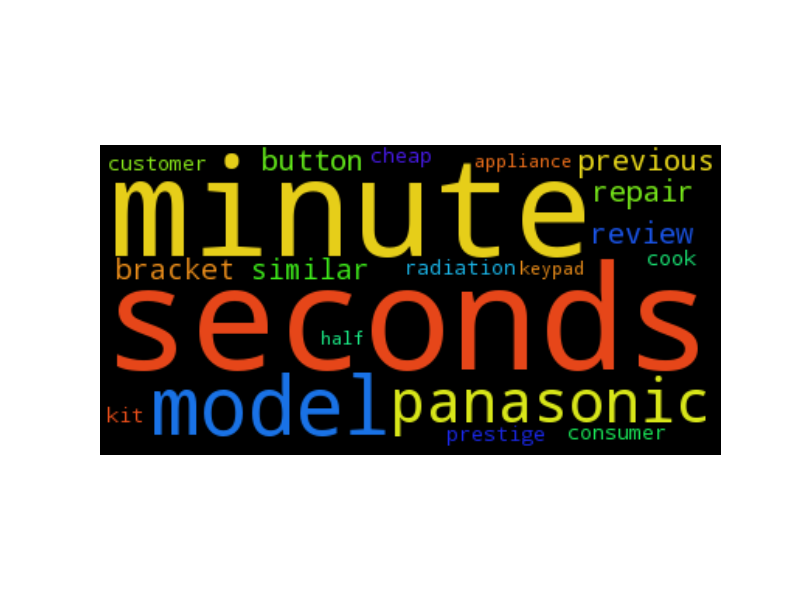 customer button cheap appliance previous
minute repair
review
bracket similar radiation keypad cook
seconds
half
kit model panasonic
prestige consumer